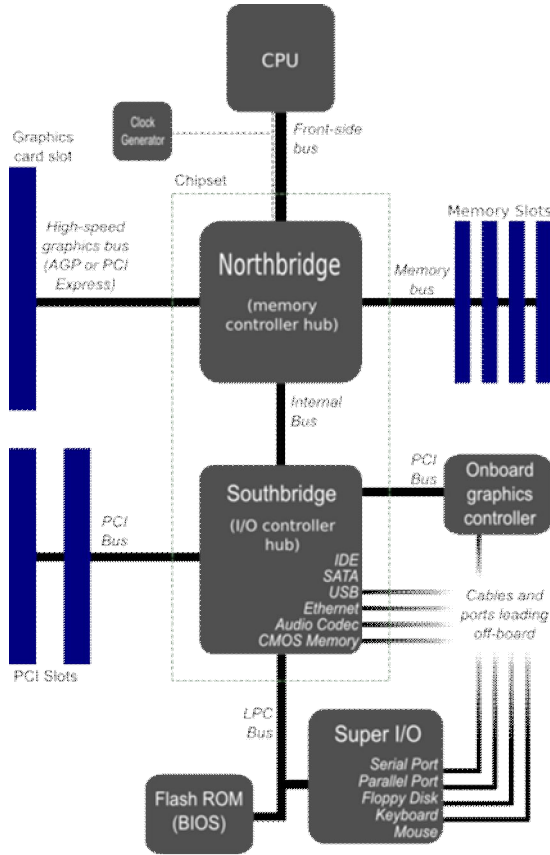 CPU
Clock
Generator
Front-side
bus
Graphics
card slot
Chipset
High-speed
graphics bus
(AGP or PCI
Express)
Northbridge
(memory
controller hub)
Memory
bus
Memory Slots
Internal
Bus
PCI
Bus
Southbridge
(I/O controller
hub)
IDE
SATA
USB
Ethernet
Audio Codec
CMOS Memory
PCI
Bus
Onboard
graphics
controller
Cables and
ports leading
off-board
PCI Slots
LPC
Bus
Super I/O
Serial Port
Parallel Port
Floppy Disk
Keyboard
Mouse
Flash ROM
(BIOS)